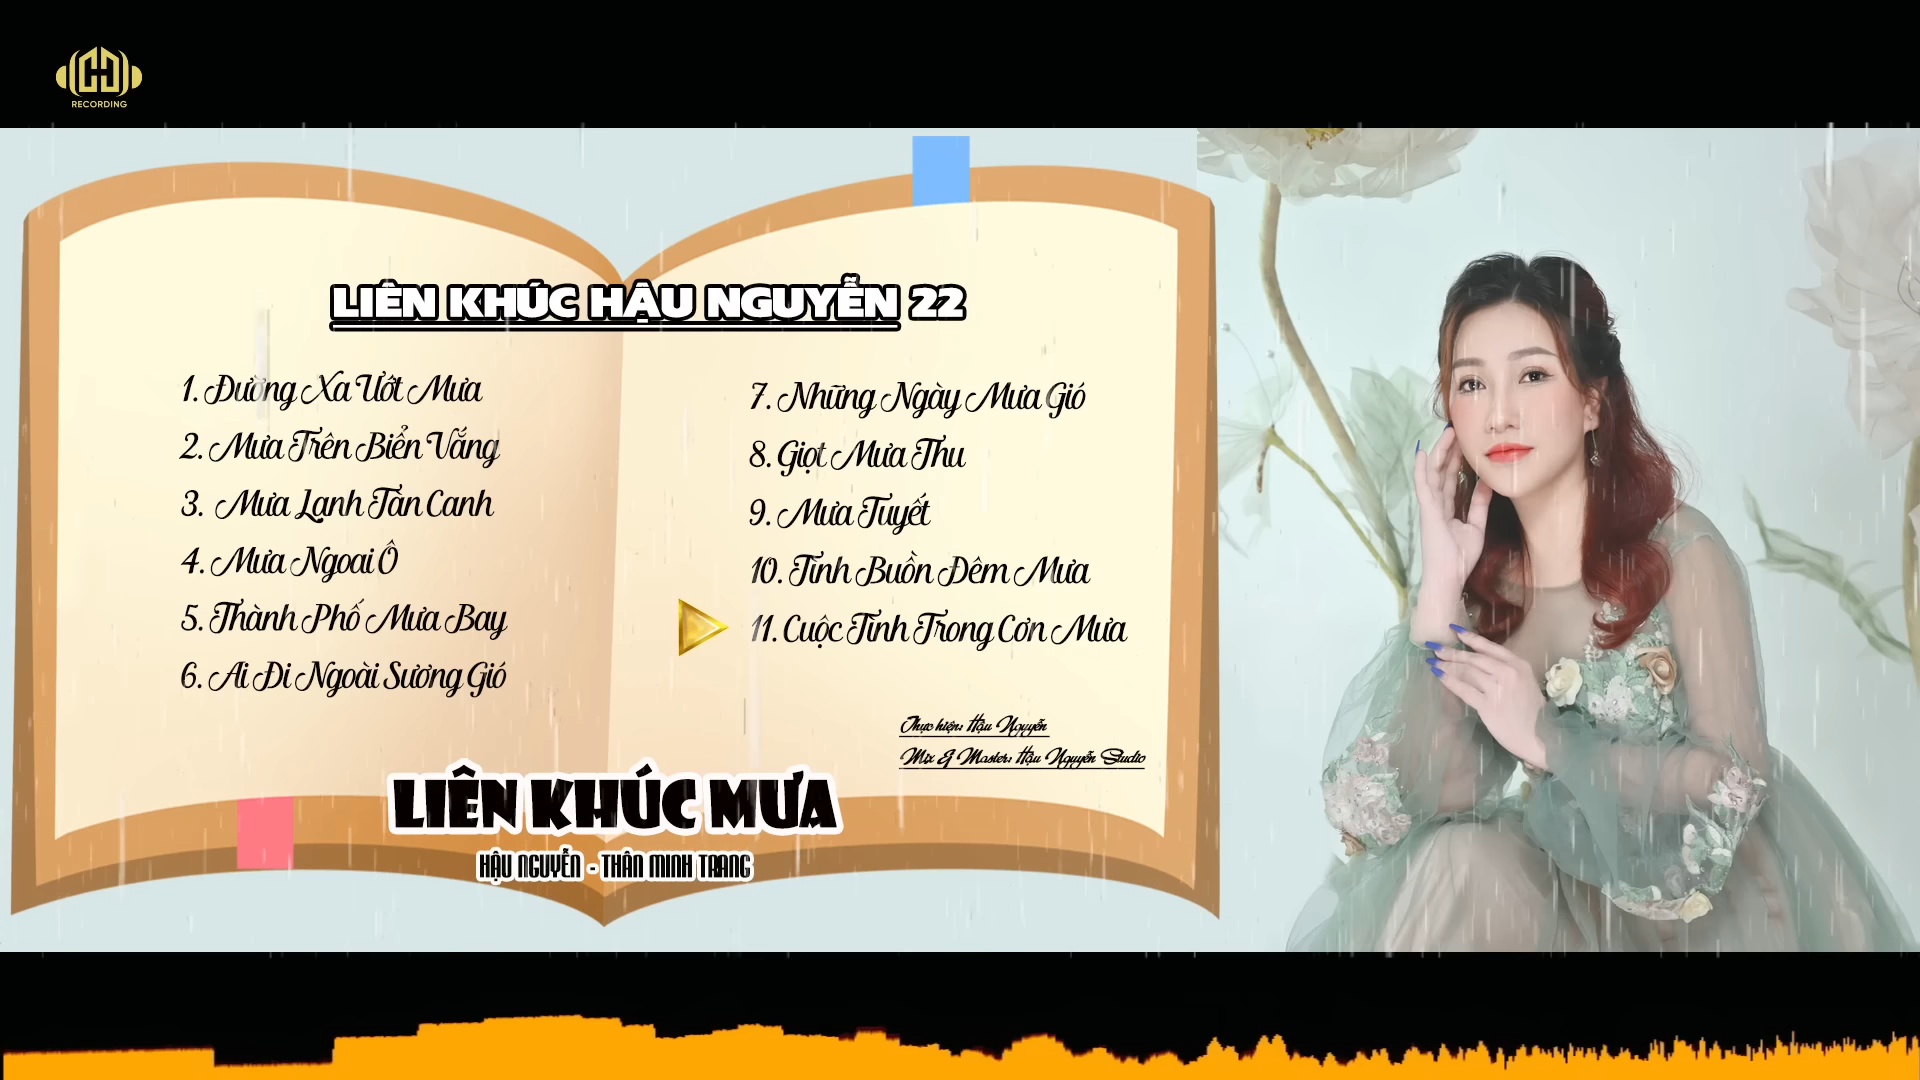 RECORDING
LIÊN KHÚC HẬU NGUYỄN 22
1. Đường Xa Ướt Mưa
2. Mưa Trên Biển Vắng
3. Mưa Lạnh Tàn Canh
4. Mưa Ngoại Ô
5. Thành Phố Mưa Bay
6. Ai Đi Ngoài Sương Gió
7. Những Ngày Mưa Gió
8. Giọt Mưa Thu
9. Mưa Tuyết
10. Tình Buồn Đêm Mưa
11. Cuộc Tình Trong Cơn Mưa
Thực hiện: Hậu Nguyễn
Mix & Master: Hậu Nguyễn Studio
LIÊN KHÚC MƯA
HẬU NGUYỄN - THÂN MINH TRANG